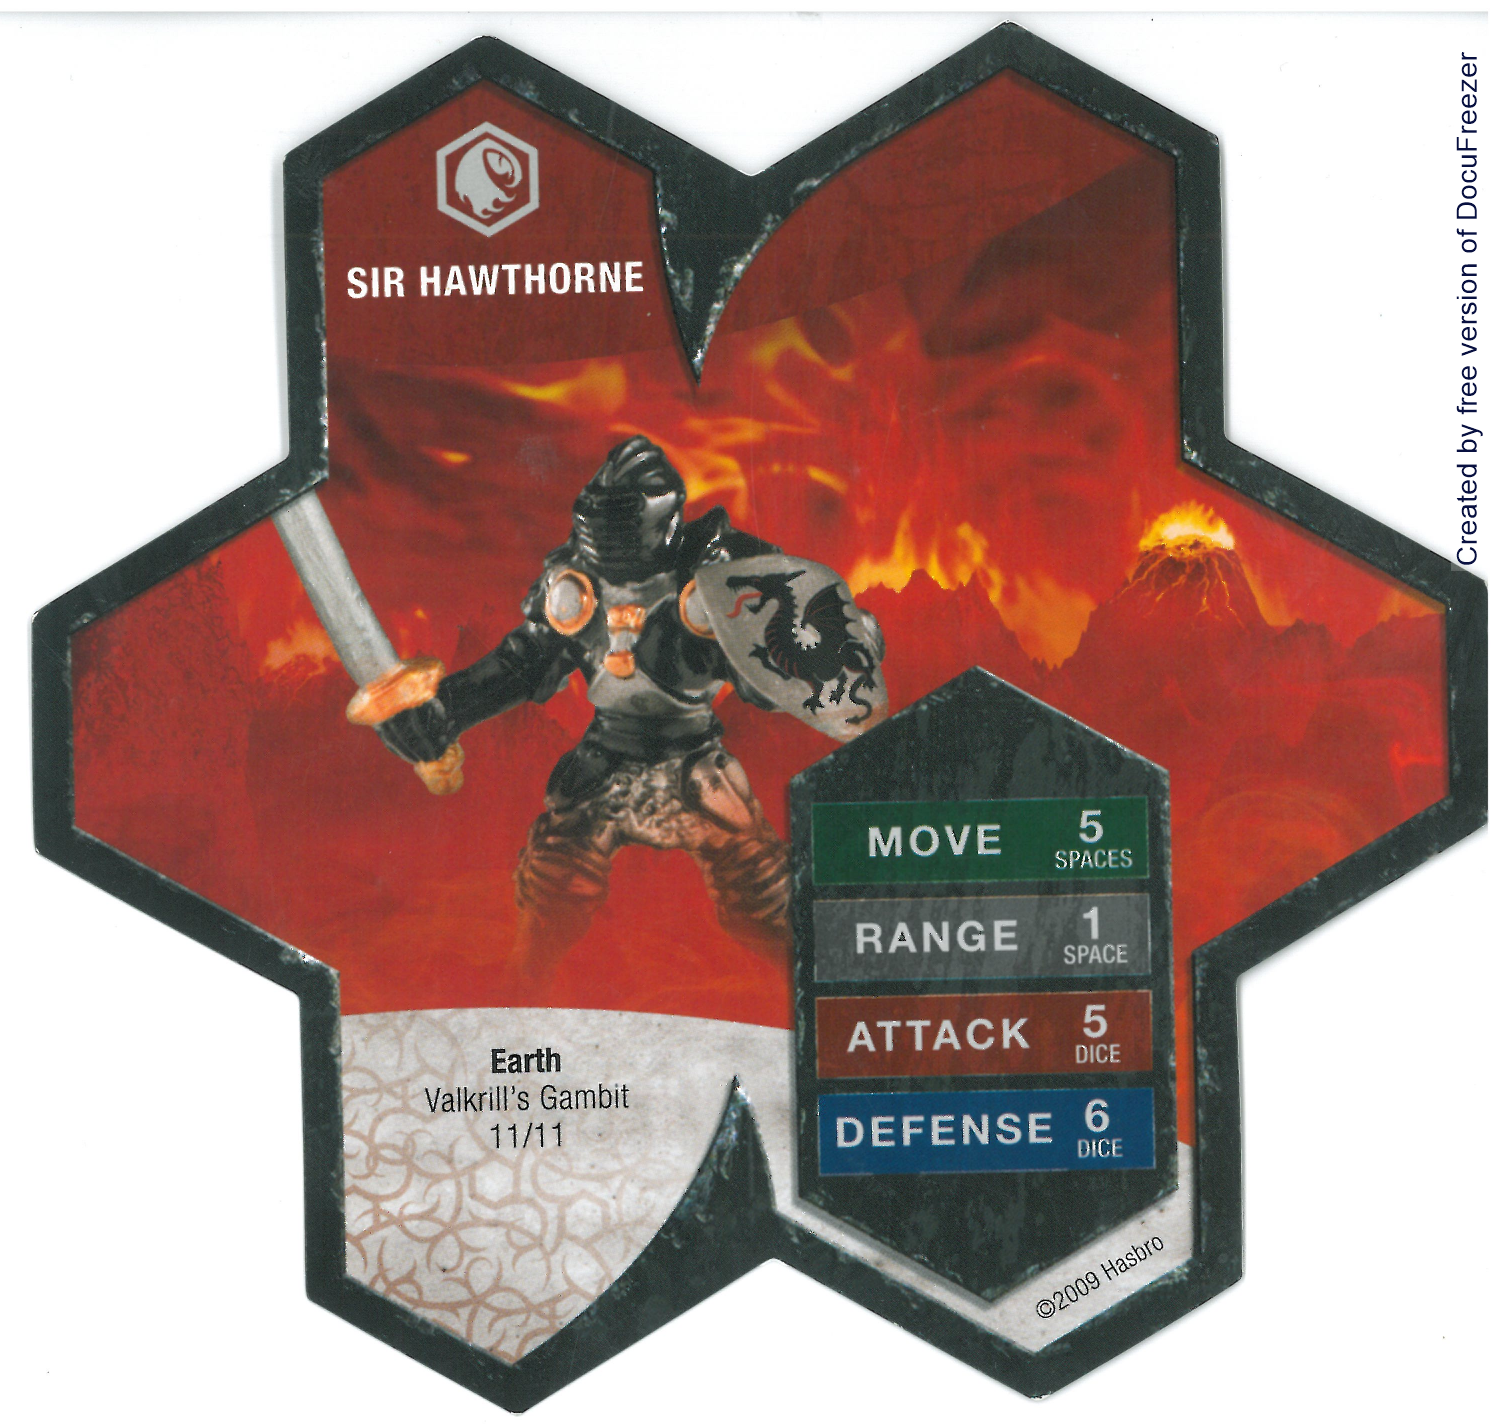 SIR HAWTHORNE
MOVE 5
SPACES
RANGE 1
SPACE
ATTACK 5
DICE
DEFENSE 6
DICE
Earth
Valkrill's Gambit
11/11
©2009 Hasbro
Created by free version of DocuFreezer